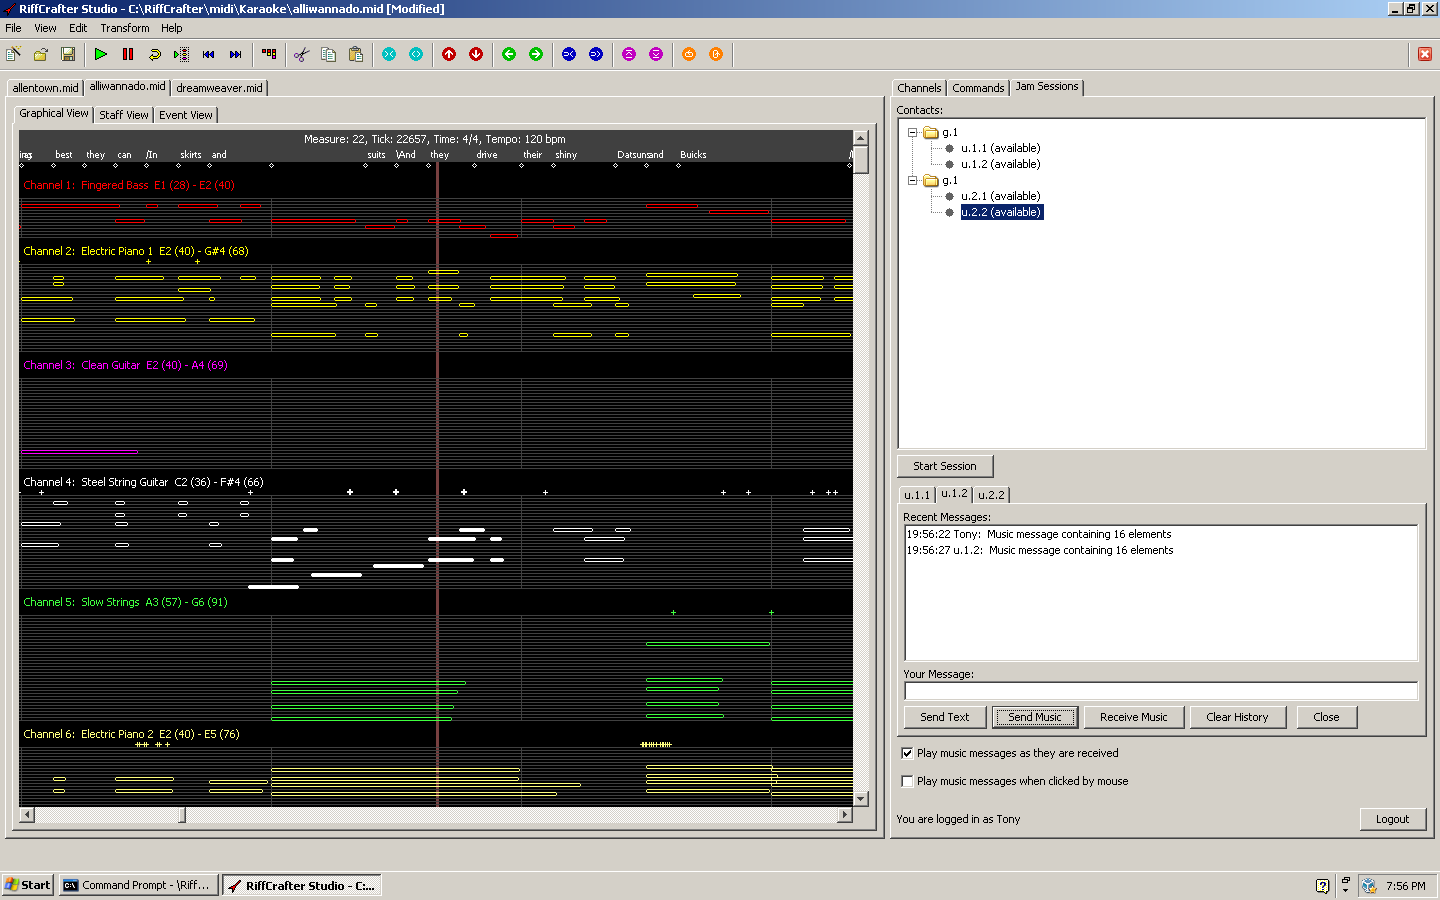 RiffCrafter Studio - C:\RiffCrafter\midi\Karaoke\alliwannado.mid [Modified]
File View Edit Transform Help
allentown.mid alliwannado.mid dreamweaver.mid
Graphical View Staff View Event View
Measure: 22, Tick: 22657, Time: 4/4, Tempo: 120 bpm
best they can /In skirts and suits \And they drive their shiny Datsuns and Buicks
Channel 1: Fingered Bass E1 (28) - E2 (40)
Channel 2: Electric Piano 1 E2 (40) - G#4 (68)
Channel 3: Clean Guitar E2 (40) - A4 (69)
Channel 4: Steel String Guitar C2 (36) - F#4 (66)
Channel 5: Slow Strings A3 (57) - G6 (91)
Channel 6: Electric Piano 2 E2 (40) - E5 (76)
Channels Commands Jam Sessions
Contacts:
g.1
u.1.1 (available)
u.1.2 (available)
g.1
u.2.1 (available)
u.2.2 (available)
Start Session
u.1.1 u.1.2 u.2.2
Recent Messages:
19:56:22 Tony: Music message containing 16 elements
19:56:27 u.1.2: Music message containing 16 elements
Your Message:
Send Text Send Music Receive Music Clear History Close
Play music messages as they are received
Play music messages when clicked by mouse
You are logged in as Tony Logout
Start Command Prompt - \Riff... RiffCrafter Studio - C:... 7:56 PM